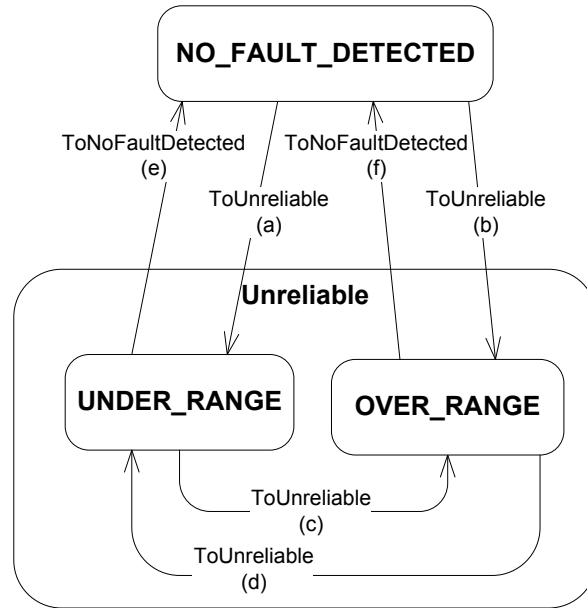 NO_FAULT_DETECTED
ToNoFaultDetected
(e)
ToNoFaultDetected
(f)
ToUnreliable
(a)
ToUnreliable
(b)
Unreliable
UNDER_RANGE
OVER_RANGE
ToUnreliable
(c)
ToUnreliable
(d)